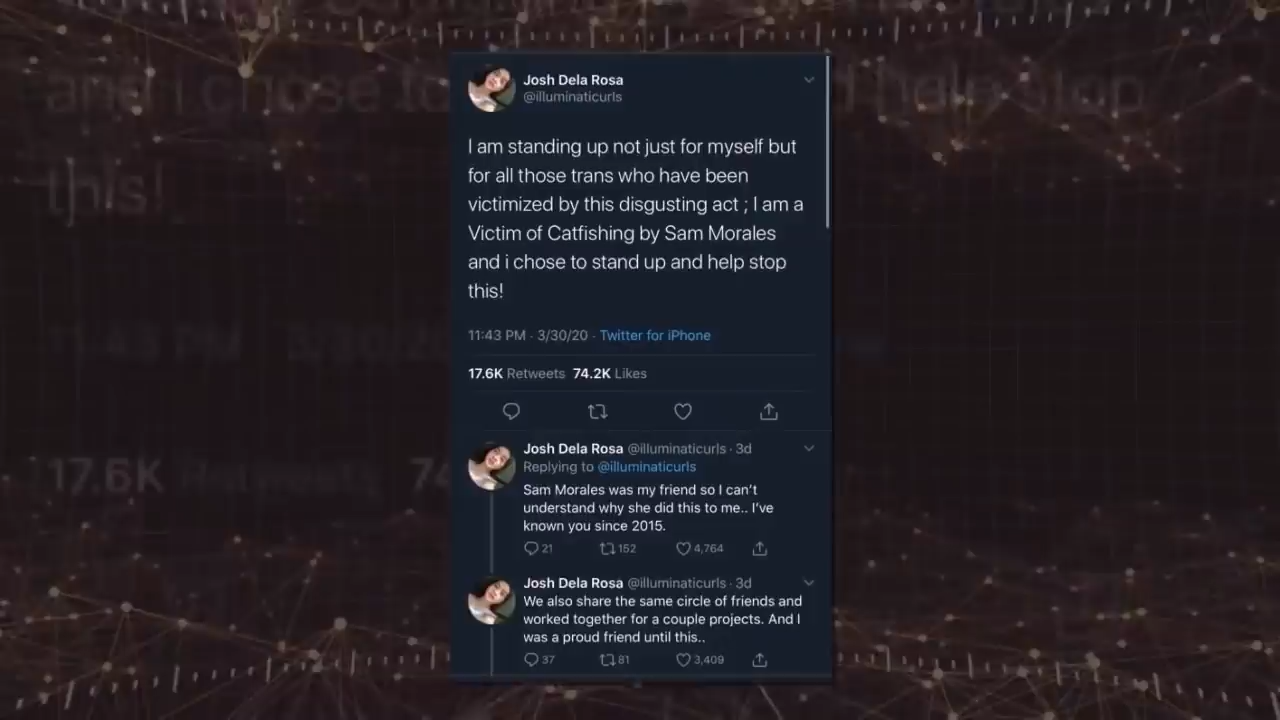 Josh Dela Rosa
@illuminaticurls
I am standing up not just for myself but
for all those trans who have been
victimized by this disgusting act ; I am a
Victim of Catfishing by Sam Morales
and i chose to stand up and help stop
this!
11:43 PM · 3/30/20 · Twitter for iPhone
17.6K Retweets 74.2K Likes
Josh Dela Rosa @illuminaticurls · 3d
Replying to @illuminaticurls
Sam Morales was my friend so I can't
understand why she did this to me.. I've
known you since 2015.
21 152 4,764
Josh Dela Rosa @illuminaticurls · 3d
We also share the same circle of friends and
worked together for a couple projects. And I
was a proud friend until this..
37 81 3,409